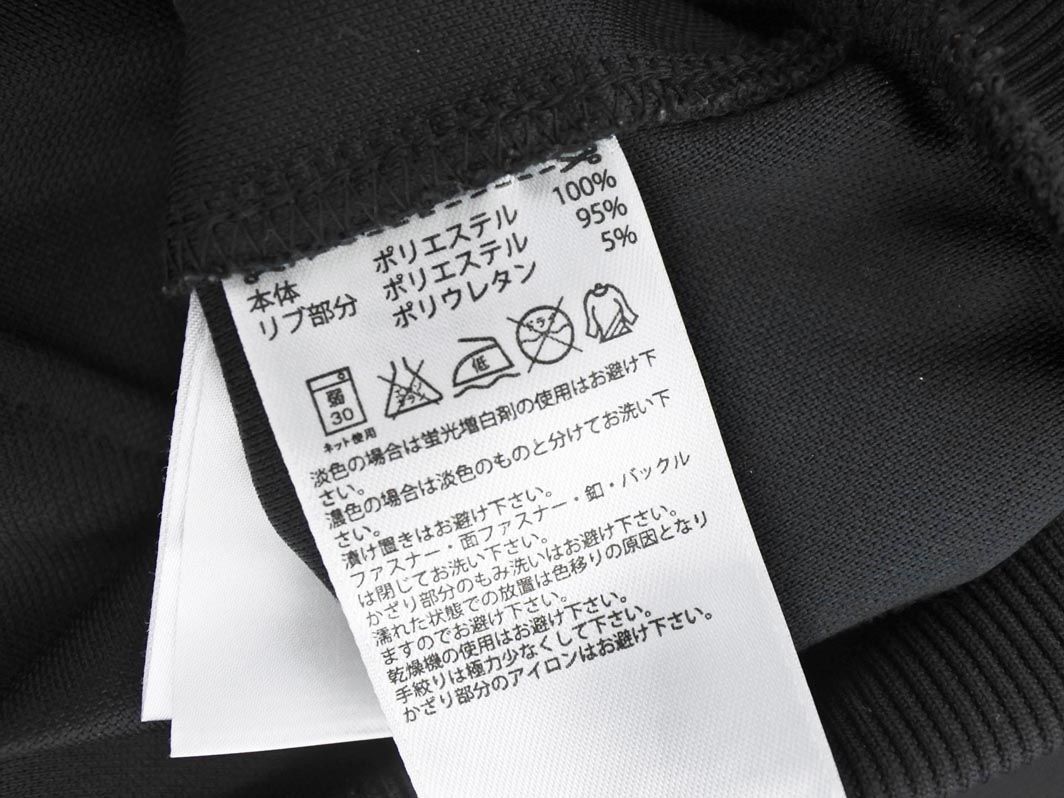 本体 ポリエステル 100%
リブ部分 ポリエステル 95%
ポリウレタン 5%
弱 30 エンソサラシ 低 ドライ
ネット使用
淡色の場合は蛍光増白剤の使用はお避け下
さい。
濃色の場合は淡色のものと分けてお洗い下
さい。
漬け置きはお避け下さい。
ファスナー・面ファスナー・釦・バックル
は閉じてお洗い下さい。
かざり部分のもみ洗いはお避け下さい。
濡れた状態での放置は色移りの原因となり
ますのでお避け下さい。
乾燥機の使用はお避け下さい。
手絞りは極力少なくして下さい。
かざり部分のアイロンはお避け下さい。